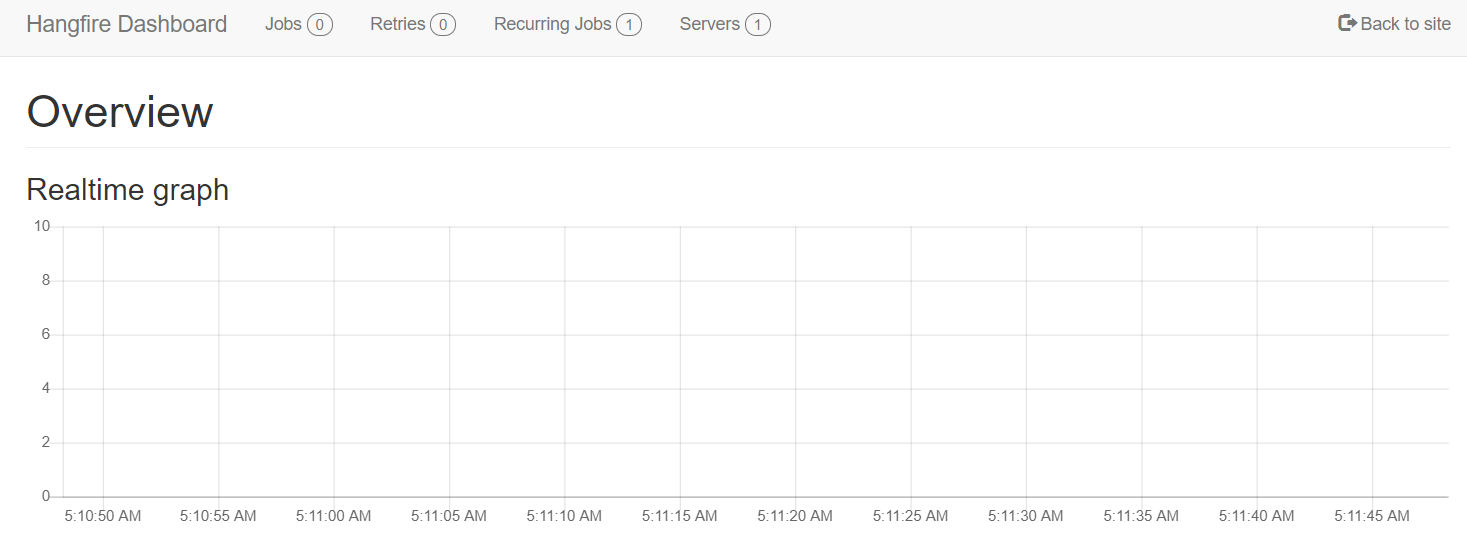 Hangfire Dashboard Jobs 0 Retries 0 Recurring Jobs 1 Servers 1 Back to site
Overview
Realtime graph
10
8
6
4
2
0
5:10:50 AM 5:10:55 AM 5:11:00 AM 5:11:05 AM 5:11:10 AM 5:11:15 AM 5:11:20 AM 5:11:25 AM 5:11:30 AM 5:11:35 AM 5:11:40 AM 5:11:45 AM